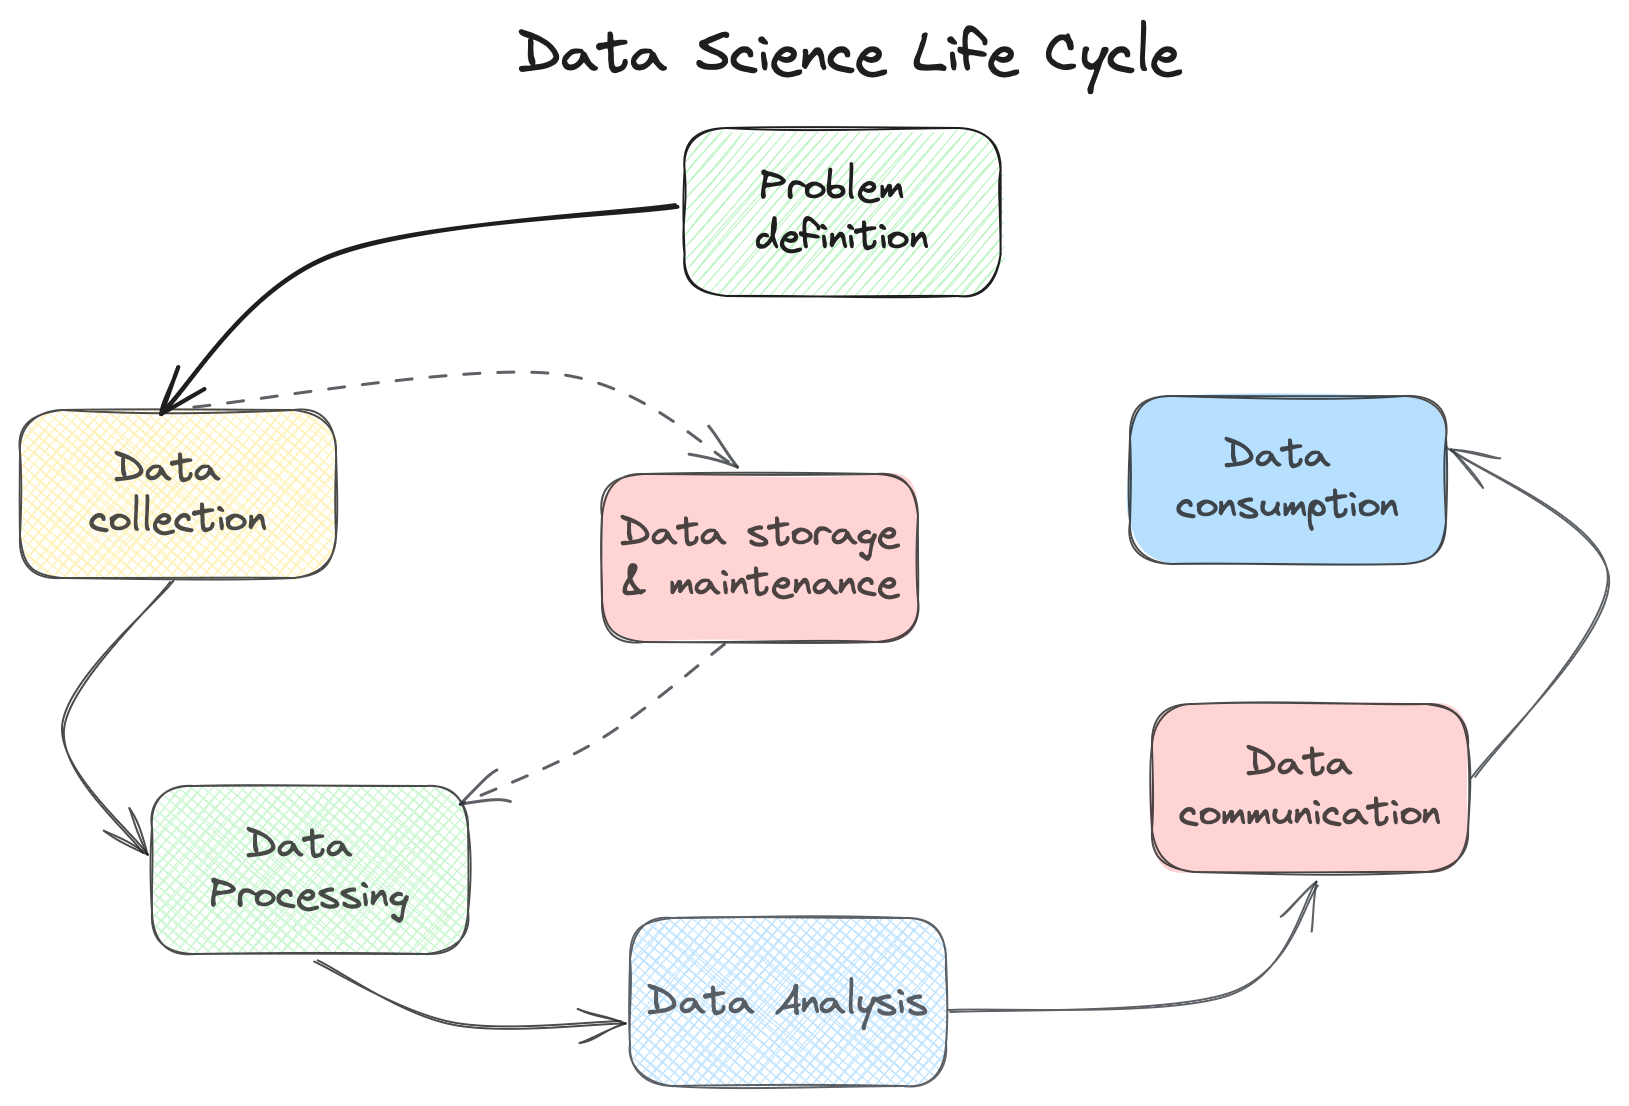 Data Science Life Cycle
Problem
definition
Data
collection
Data storage
& maintenance
Data
consumption
Data
Processing
Data
communication
Data Analysis